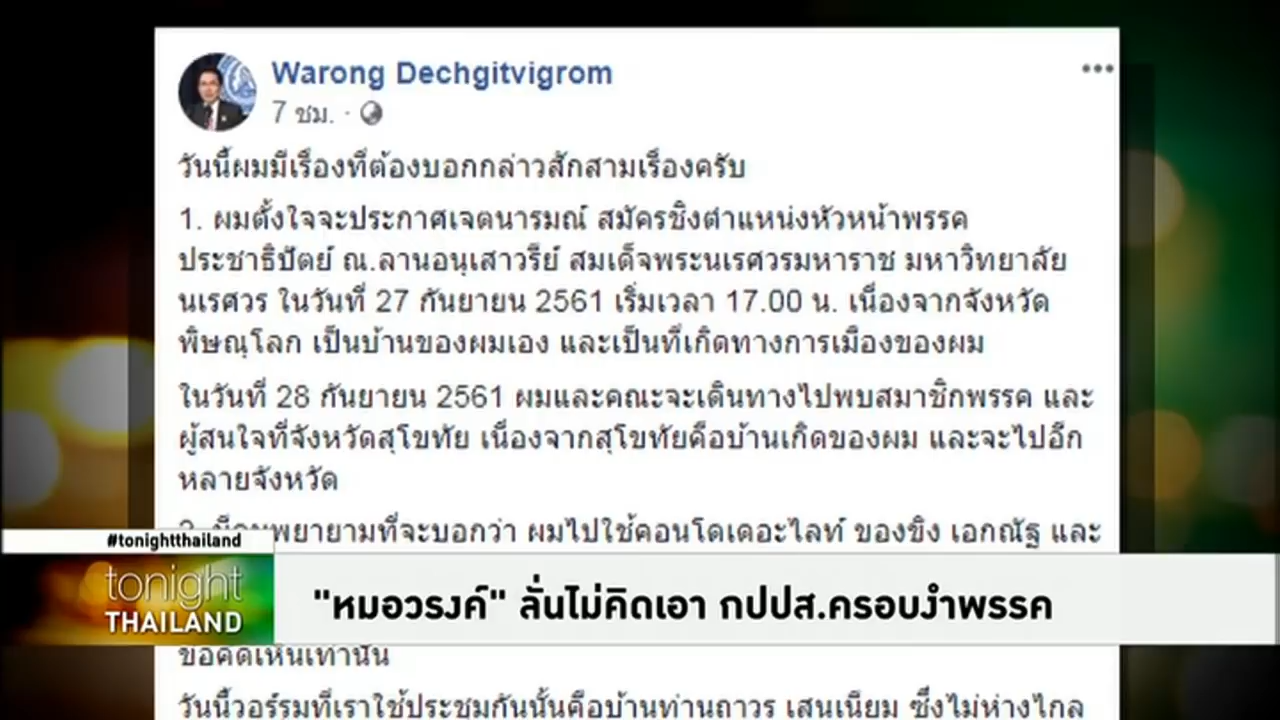 Warong Dechgitvigrom
7 ชม.
วันนี้ผมมีเรื่องที่ต้องบอกกล่าวสักสามเรื่องครับ
1. ผมตั้งใจจะประกาศเจตนารมณ์ สมัครชิงตำแหน่งหัวหน้าพรรค
ประชาธิปัตย์ ณ.ลานอนุเสาวรีย์ สมเด็จพระนเรศวรมหาราช มหาวิทยาลัย
นเรศวร ในวันที่ 27 กันยายน 2561 เริ่มเวลา 17.00 น. เนื่องจากจังหวัด
พิษณุโลก เป็นบ้านของผมเอง และเป็นที่เกิดทางการเมืองของผม
ในวันที่ 28 กันยายน 2561 ผมและคณะจะเดินทางไปพบสมาชิกพรรค และ
ผู้สนใจที่จังหวัดสุโขทัย เนื่องจากสุโขทัยคือบ้านเกิดของผม และจะไปอีก
หลายจังหวัด
พยายามที่จะบอกว่า ผมไปใช้คอนโดเดอะไลท์ ของขิง เอกณัฐ และ
#tonightthailand
tonight
THAILAND
"หมอวรงค์" ลั่นไม่คิดเอา กปปส.ครอบงำพรรค
ข้อคิดเห็นเท่านั้น
วันนี้วอร์รูมที่เราใช้ประชุมกันนั้นคือบ้านท่านถาวร เสนเนียม ซึ่งไม่ห่างไกล